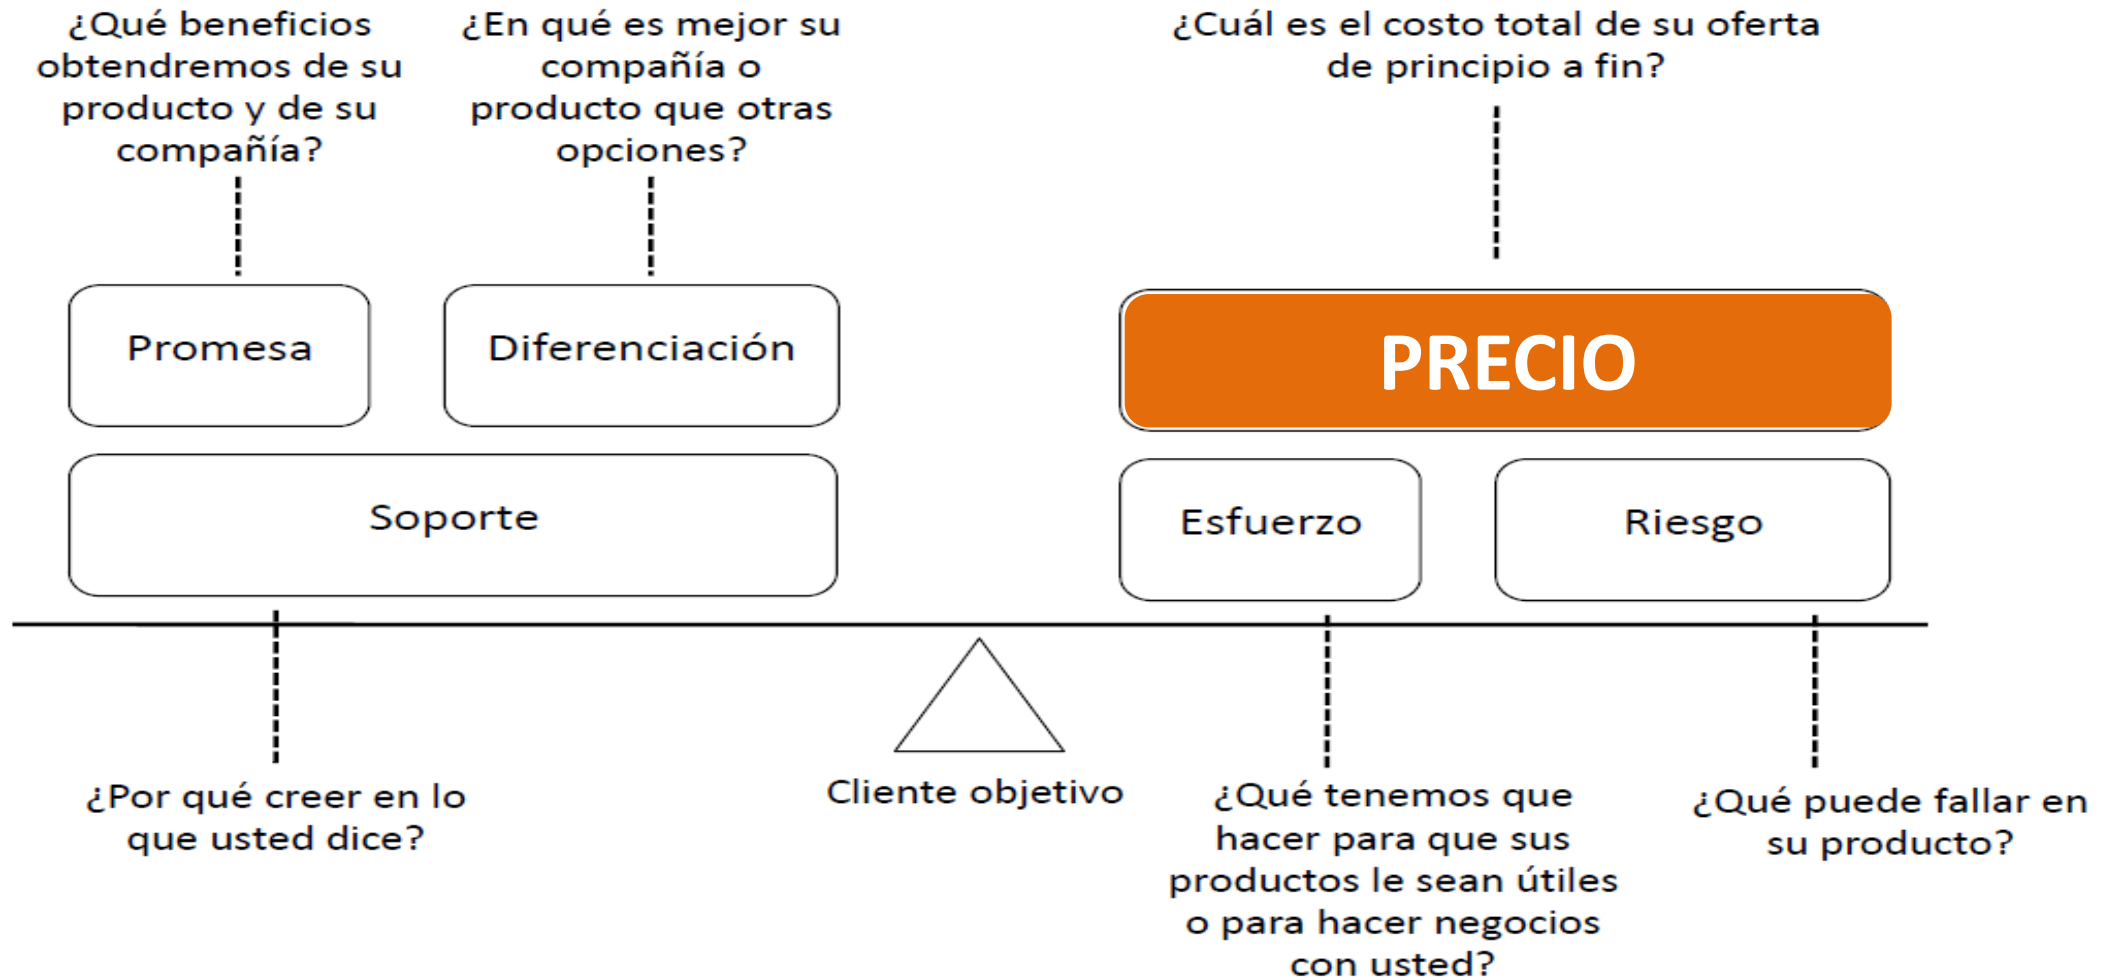 ¿Qué beneficios
obtendremos de su
producto y de su
compañía?
¿En qué es mejor su
compañía o
producto que otras
opciones?
¿Cuál es el costo total de su oferta
de principio a fin?
Promesa
Diferenciación
PRECIO
Soporte
Esfuerzo
Riesgo
¿Por qué creer en lo
que usted dice?
Cliente objetivo
¿Qué tenemos que
hacer para que sus
productos le sean útiles
o para hacer negocios
con usted?
¿Qué puede fallar en
su producto?